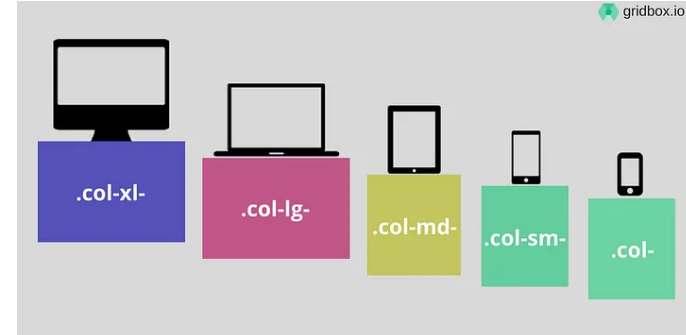 gridbox.io
.col-xl-
.col-lg-
.col-md-
.col-sm-
.col-